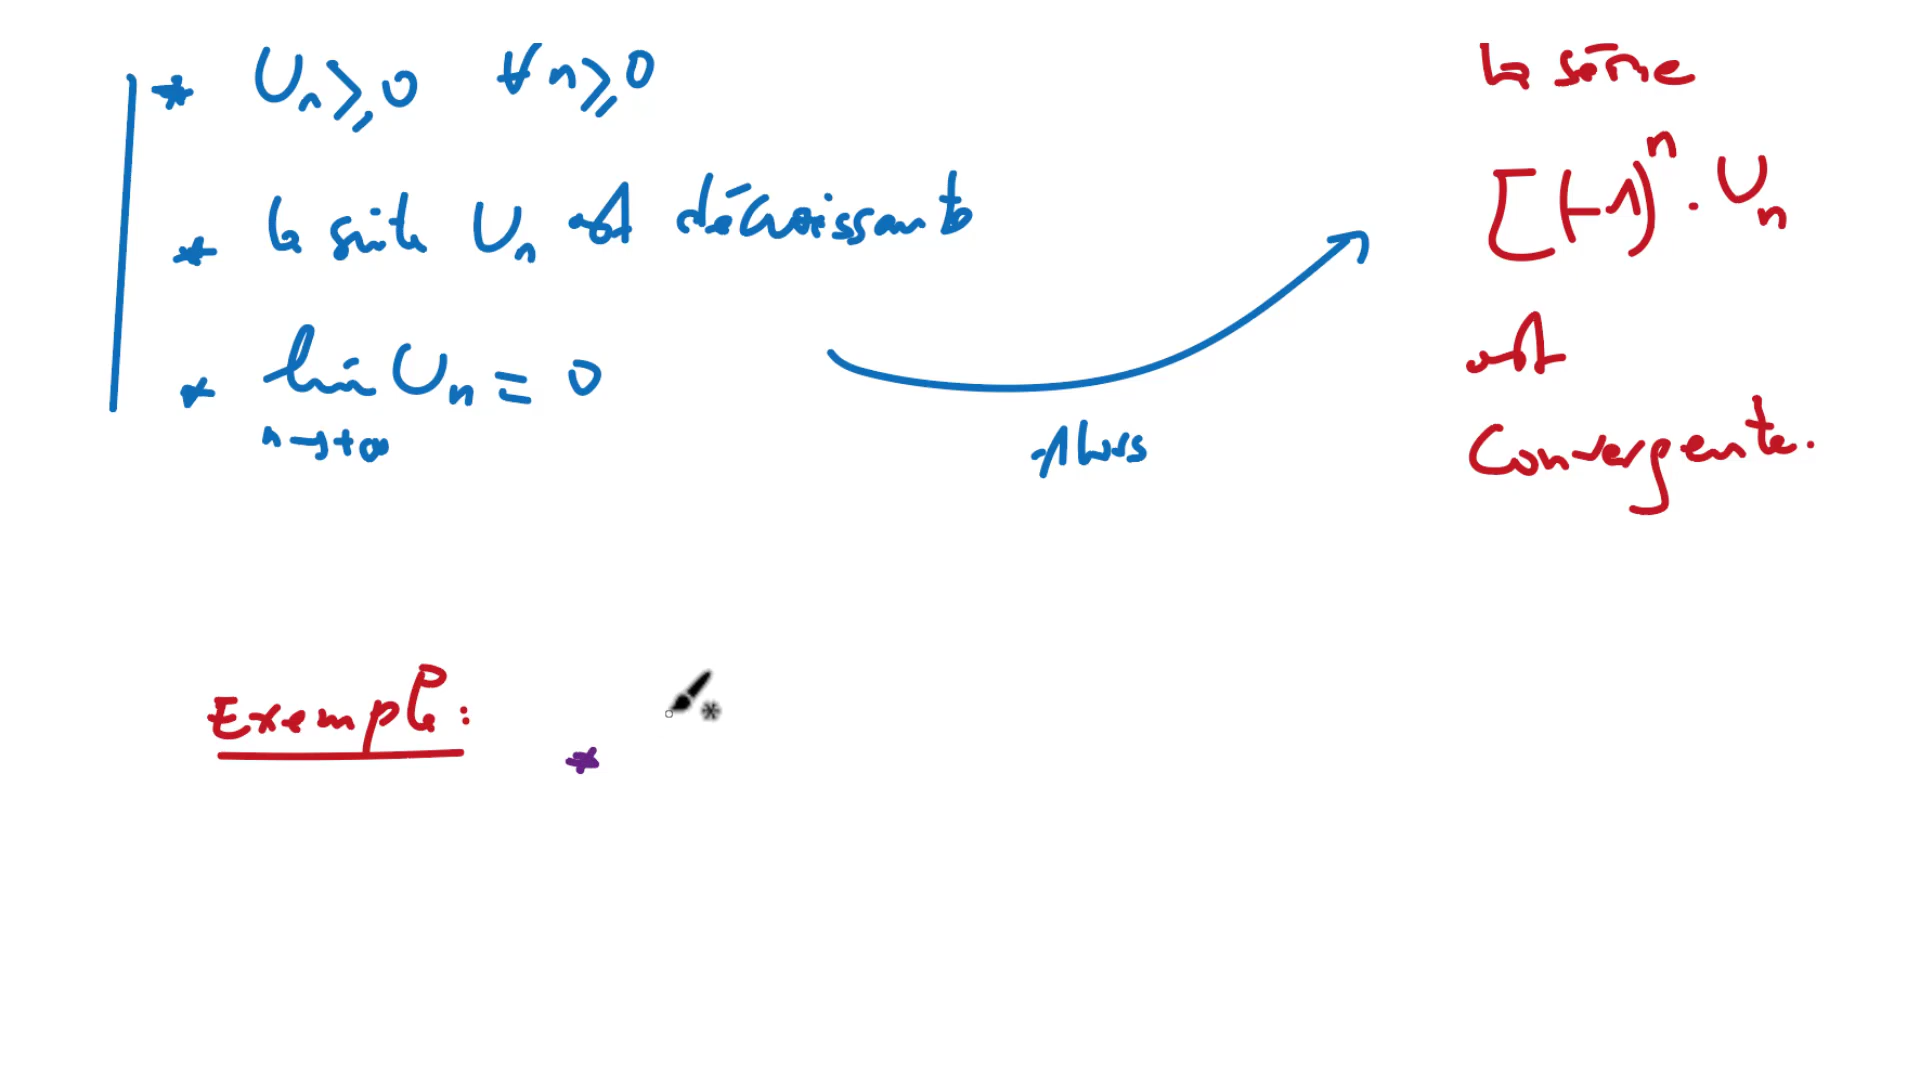 * Un ≥ 0 ∀ n ≥ 0
* la suite Un est décroissante
* lim Un = 0
n → +∞
Alors
la série
Σ (-1)^n . Un
est
Convergente.
Exemple :
*